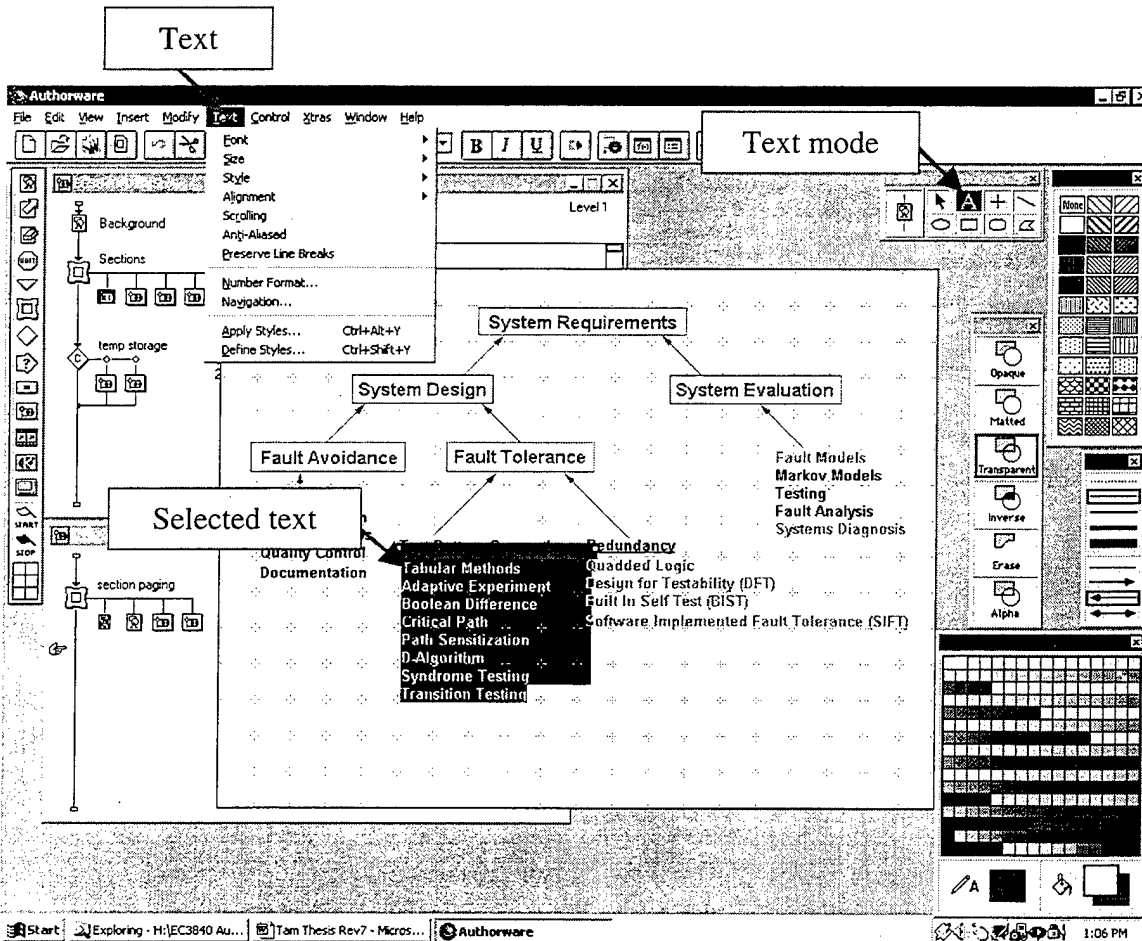 Text
Authorware
File Edit View Insert Modify Text Control Xtras Window Help
B I U
Text mode
Font
Size
Style
Alignment
Scrolling
Anti-Aliased
Preserve Line Breaks
Number Format...
Navigation...
Apply Styles... Ctrl+Alt+Y
Define Styles... Ctrl+Shift+Y
Level 1
Background
Sections
temp storage
C
section paging
START
STOP
A
None
System Requirements
System Design
System Evaluation
Fault Avoidance
Fault Tolerance
Fault Models
Markov Models
Testing
Fault Analysis
Systems Diagnosis
Selected text
Quality Control
Documentation
Tabular Methods
Adaptive Experiment
Boolean Difference
Critical Path
Path Sensitization
D-Algorithm
Syndrome Testing
Transition Testing
Redundancy
Quadded Logic
Design for Testability (DFT)
Built In Self Test (BIST)
Software Implemented Fault Tolerance (SIFT)
Opaque
Matted
Transparent
Inverse
Erase
Alpha
A
Start Exploring - H:\EC3840 Au... Tam Thesis Rev7 - Micros... Authorware 1:06 PM